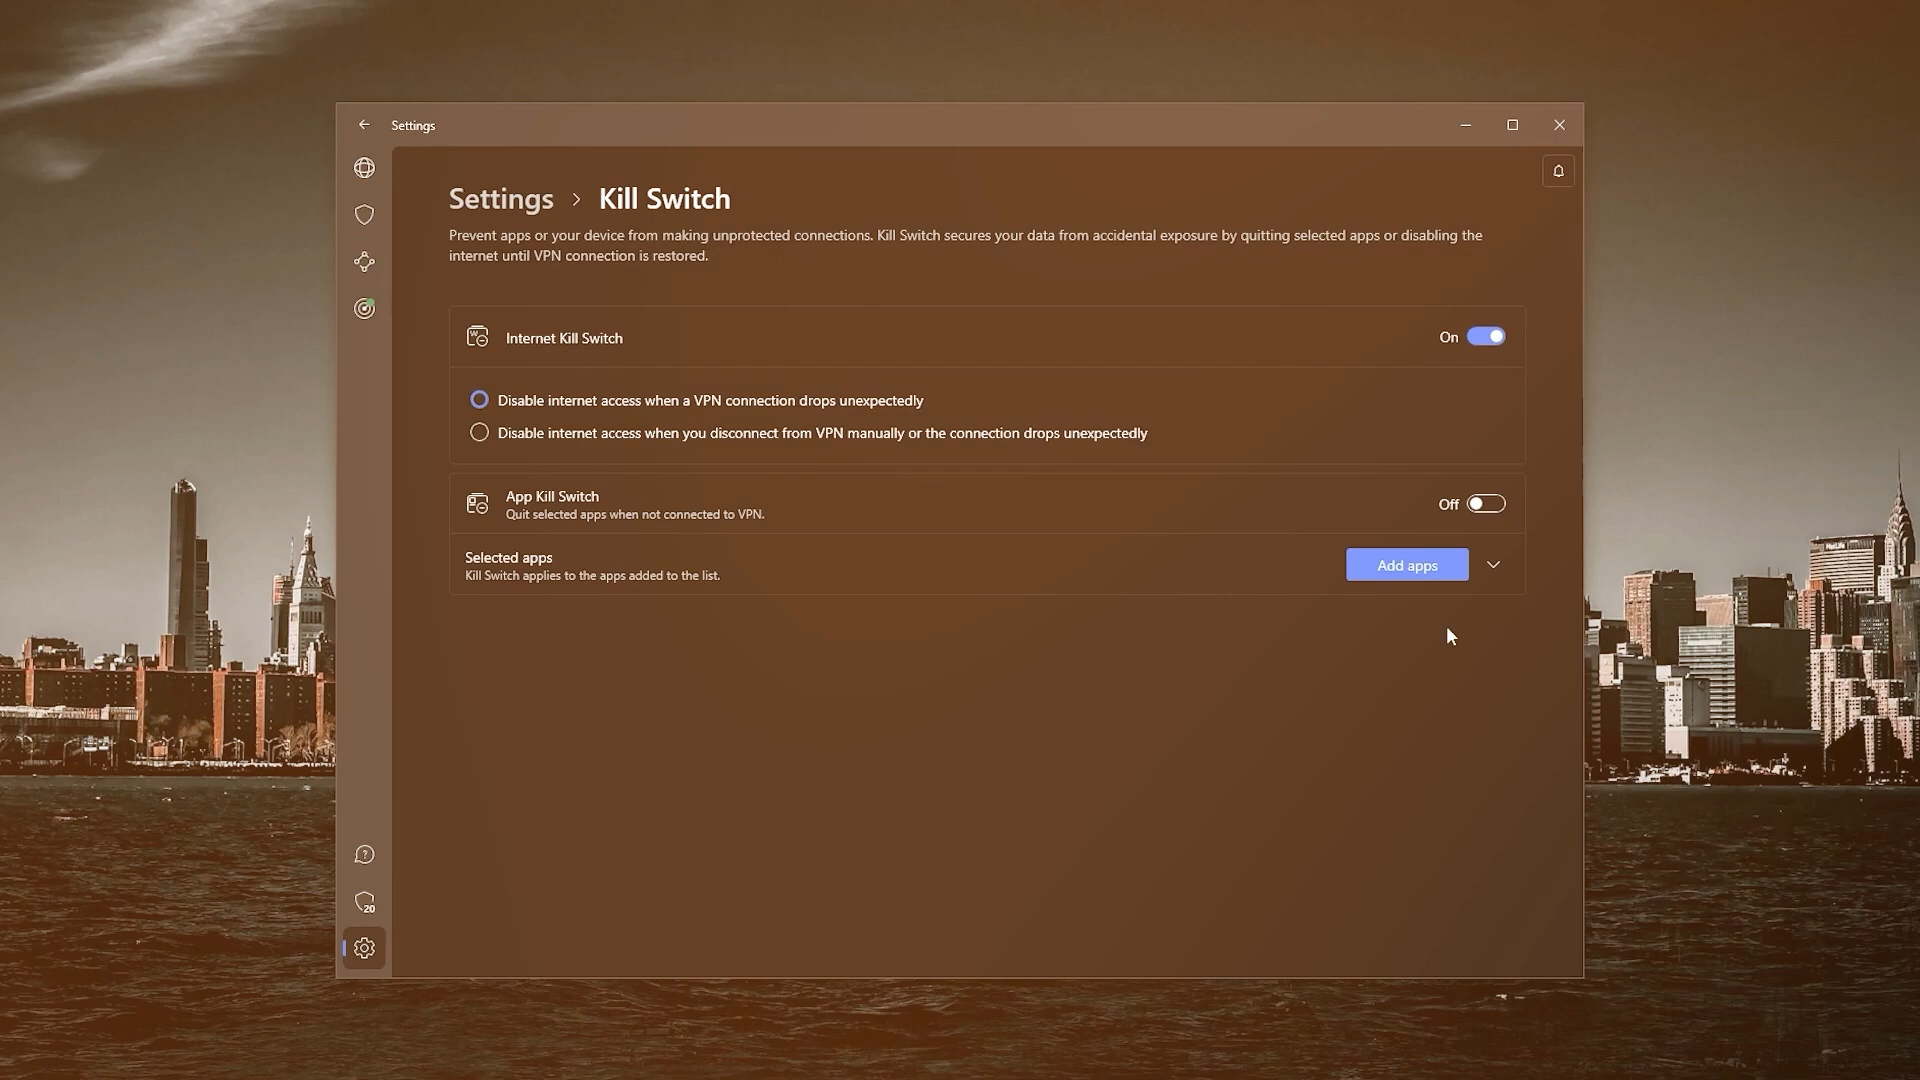 Settings
Settings > Kill Switch
Prevent apps or your device from making unprotected connections. Kill Switch secures your data from accidental exposure by quitting selected apps or disabling the
internet until VPN connection is restored.
Internet Kill Switch
On
Disable internet access when a VPN connection drops unexpectedly
Disable internet access when you disconnect from VPN manually or the connection drops unexpectedly
App Kill Switch
Quit selected apps when not connected to VPN.
Off
Selected apps
Kill Switch applies to the apps added to the list.
Add apps
MetLife
20